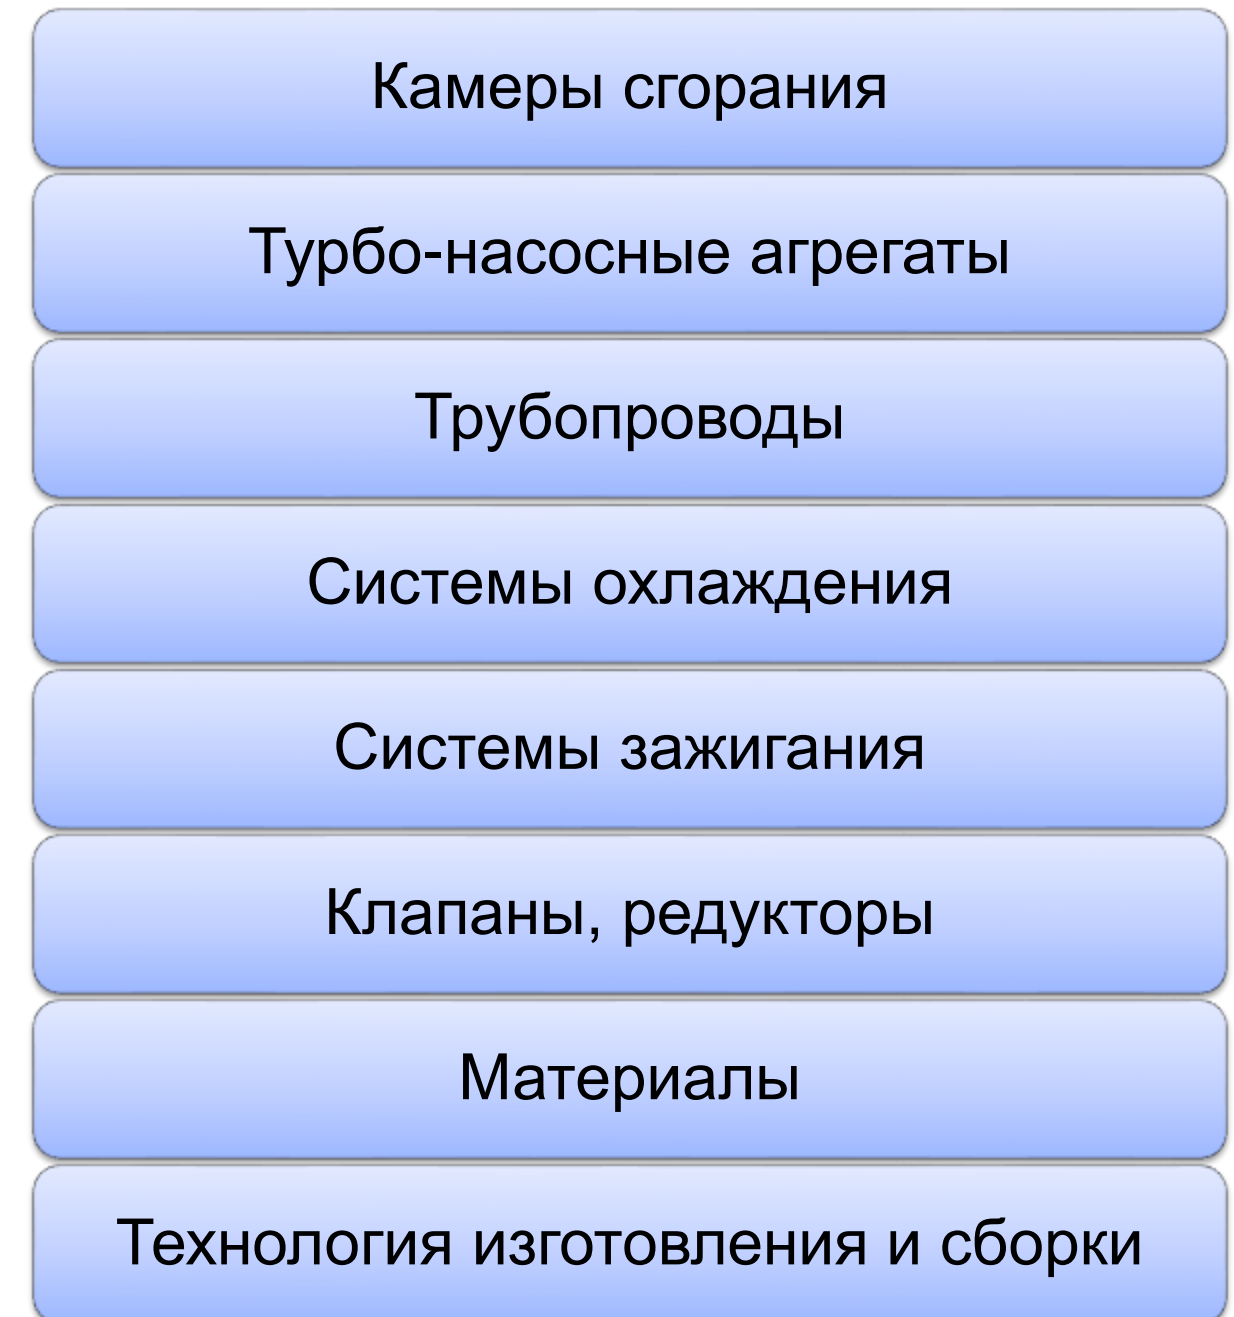 Камеры сгорания
Турбо-насосные агрегаты
Трубопроводы
Системы охлаждения
Системы зажигания
Клапаны, редукторы
Материалы
Технология изготовления и сборки